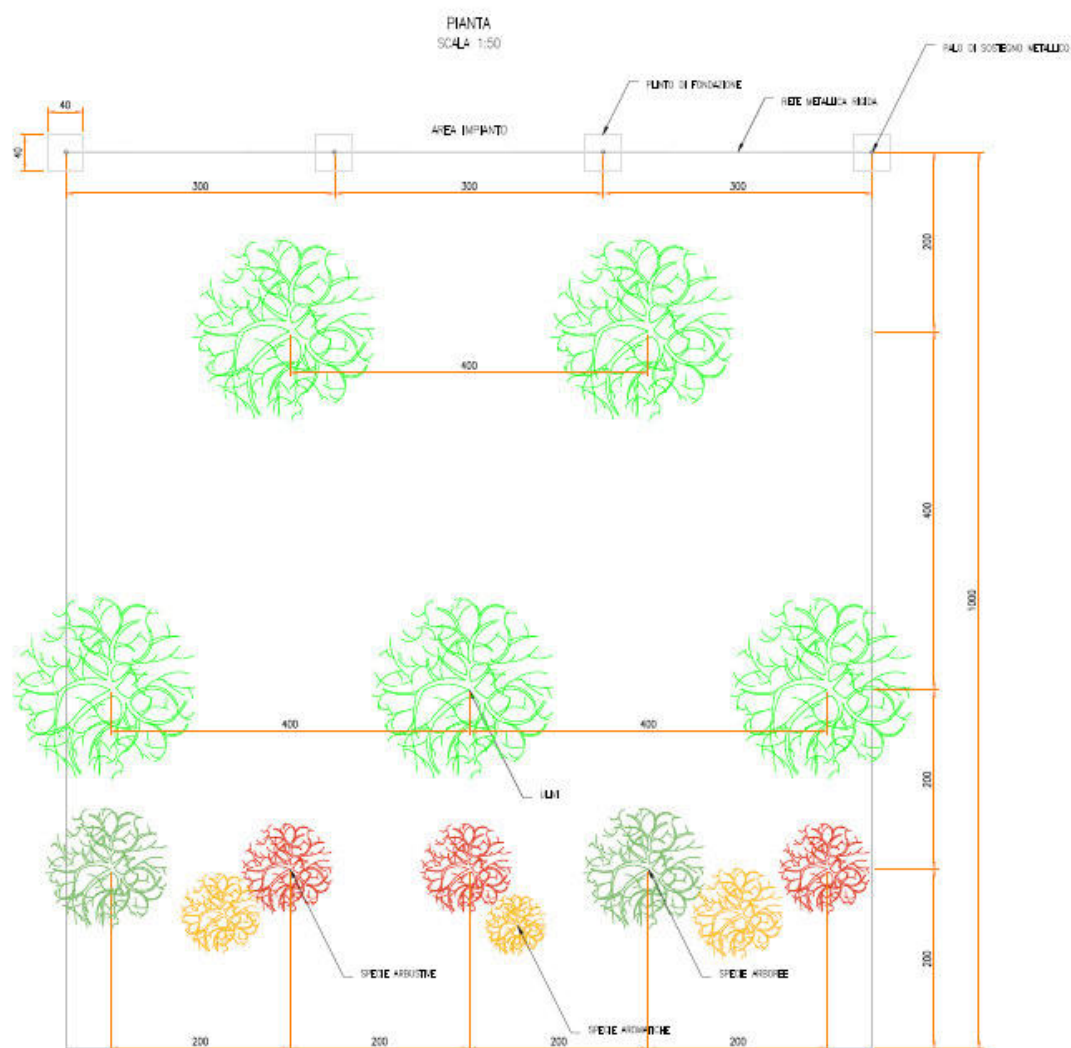 PIANTA
SCALA 1:50
PALO DI SOSTEGNO METALLICO
PLINTO DI FONDAZIONE
RETE METALLICA RIGIDA
40
AREA IMPIANTO
40
300
300
300
200
400
400
1000
400
400
200
ULIVI
200
SPECIE ARBUSTIVE
SPECIE ARBOREE
SPECIE AROMATICHE
200
200
200
200